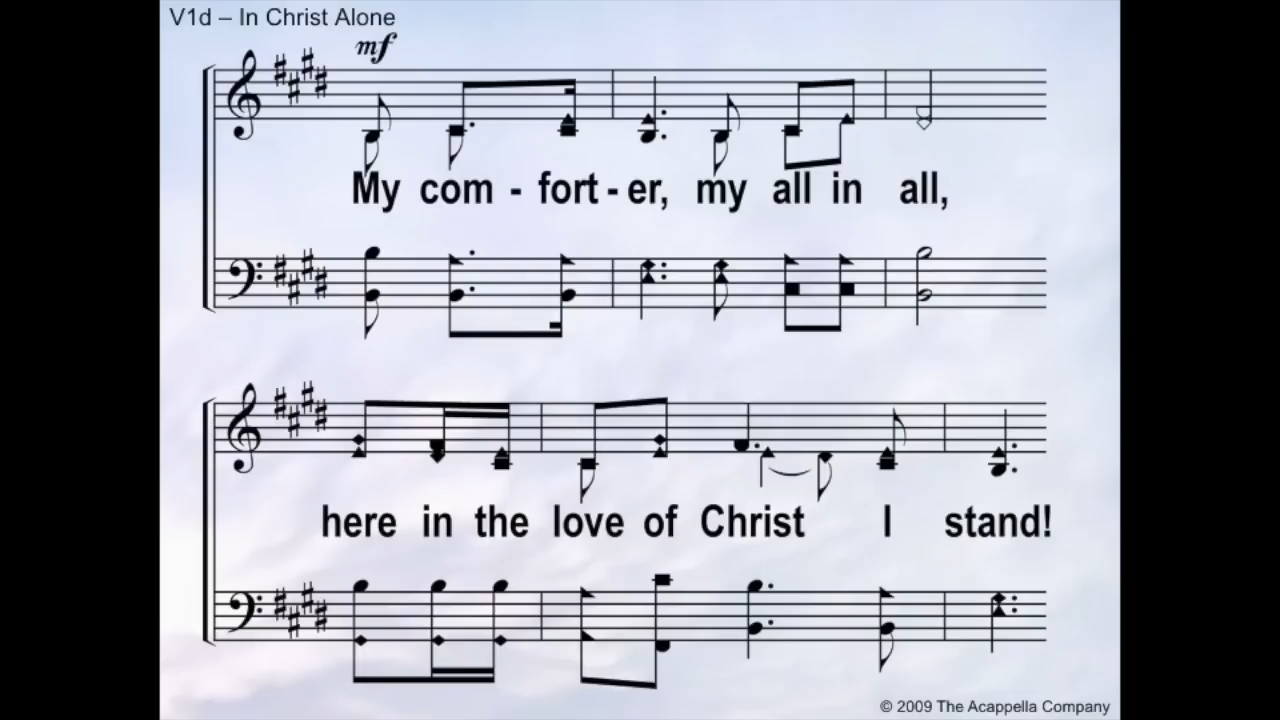 V1d – In Christ Alone
mf
My com - fort - er, my all in all,
here in the love of Christ I stand!
© 2009 The Acappella Company